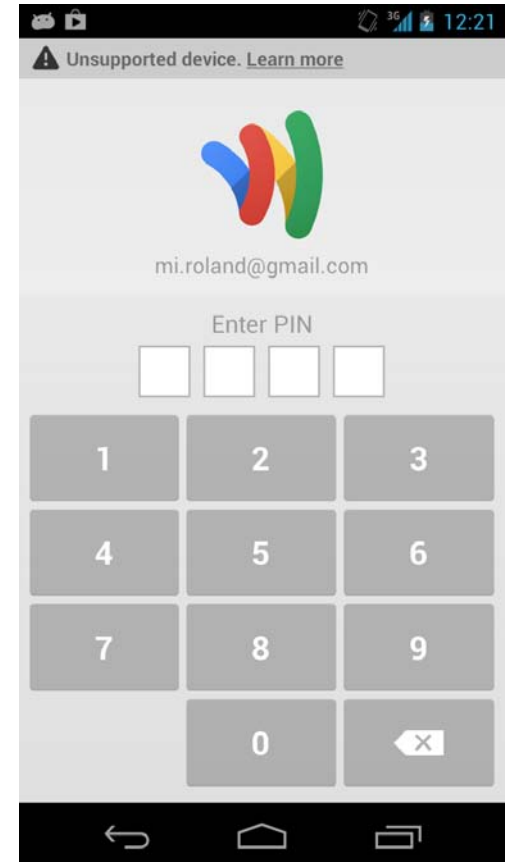 3G 12:21
Unsupported device. Learn more
mi.roland@gmail.com
Enter PIN
1 2 3
4 5 6
7 8 9
0